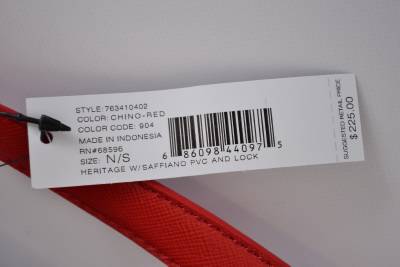 STYLE: 763410402
COLOR: CHINO-RED
COLOR CODE: 904
MADE IN INDONESIA
RN#68596
SIZE: N/S
6 86098 44097 5
HERITAGE W/SAFFIANO PVC AND LOCK
SUGGESTED RETAIL PRICE
$225.00